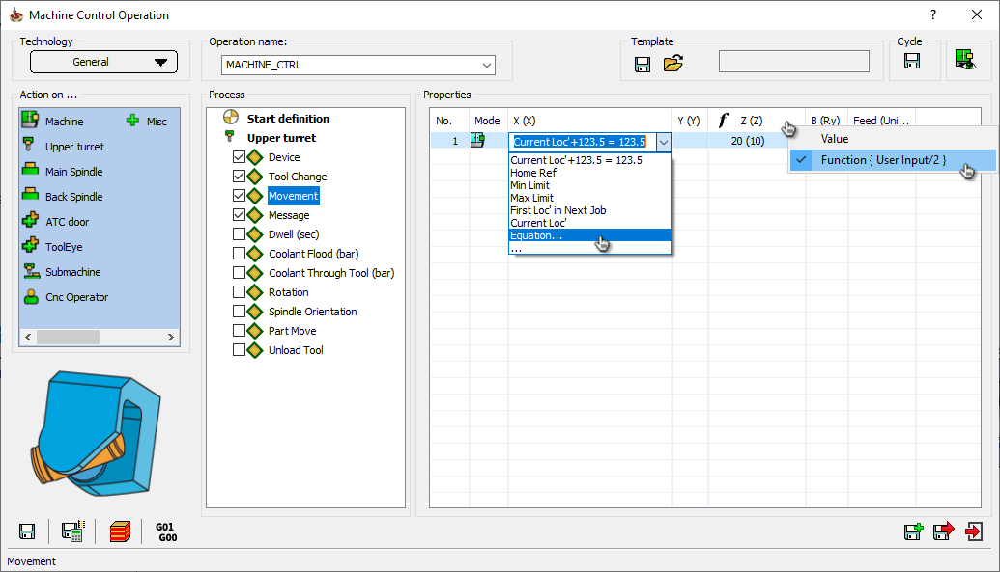 Machine Control Operation
?
Technology
General
Operation name:
MACHINE_CTRL
Template
Cycle
Action on ...
Machine
Misc
Upper turret
Main Spindle
Back Spindle
ATC door
ToolEye
Submachine
Cnc Operator
Process
Start definition
Upper turret
Device
Tool Change
Movement
Message
Dwell (sec)
Coolant Flood (bar)
Coolant Through Tool (bar)
Rotation
Spindle Orientation
Part Move
Unload Tool
Properties
No. Mode X (X) Y (Y) f Z (Z) B (Ry) Feed (Uni...
1 Current Loc'+123.5 = 123.5 20 (10)
Current Loc'+123.5 = 123.5
Home Ref'
Min Limit
Max Limit
First Loc' in Next Job
Current Loc'
Equation...
...
Value
Function { User Input/2 }
G01
G00
Movement